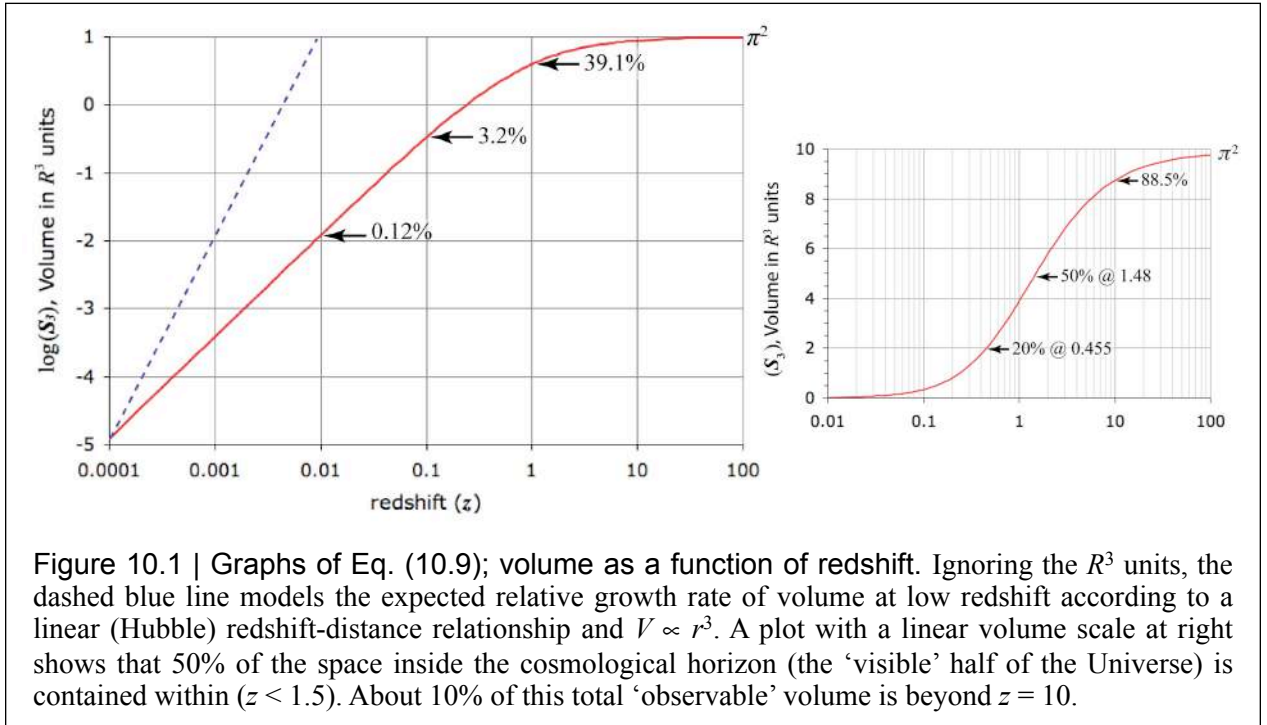 log(S₃), Volume in R³ units
1
0
-1
-2
-3
-4
-5
0.0001 0.001 0.01 0.1 1 10 100
redshift (z)
π²
39.1%
3.2%
0.12%
(S₃), Volume in R³ units
10
8
6
4
2
0
0.01 0.1 1 10 100
π²
88.5%
50% @ 1.48
20% @ 0.455
Figure 10.1 | Graphs of Eq. (10.9); volume as a function of redshift. Ignoring the R³ units, the
dashed blue line models the expected relative growth rate of volume at low redshift according to a
linear (Hubble) redshift-distance relationship and V ∝ r³. A plot with a linear volume scale at right
shows that 50% of the space inside the cosmological horizon (the ‘visible’ half of the Universe) is
contained within (z < 1.5). About 10% of this total ‘observable’ volume is beyond z = 10.